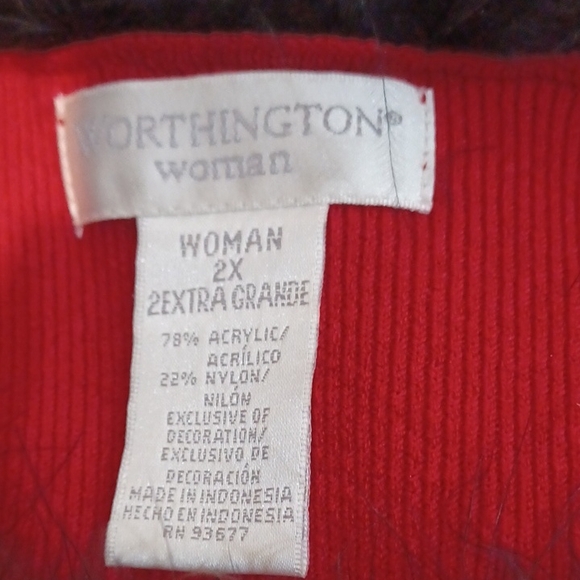 WORTHINGTON®
woman
WOMAN
2X
2EXTRA GRANDE
78% ACRYLIC/
ACRÍLICO
22% NYLON/
NILÓN
EXCLUSIVE OF
DECORATION/
EXCLUSIVO DE
DECORACIÓN
MADE IN INDONESIA
HECHO EN INDONESIA
RN 93677